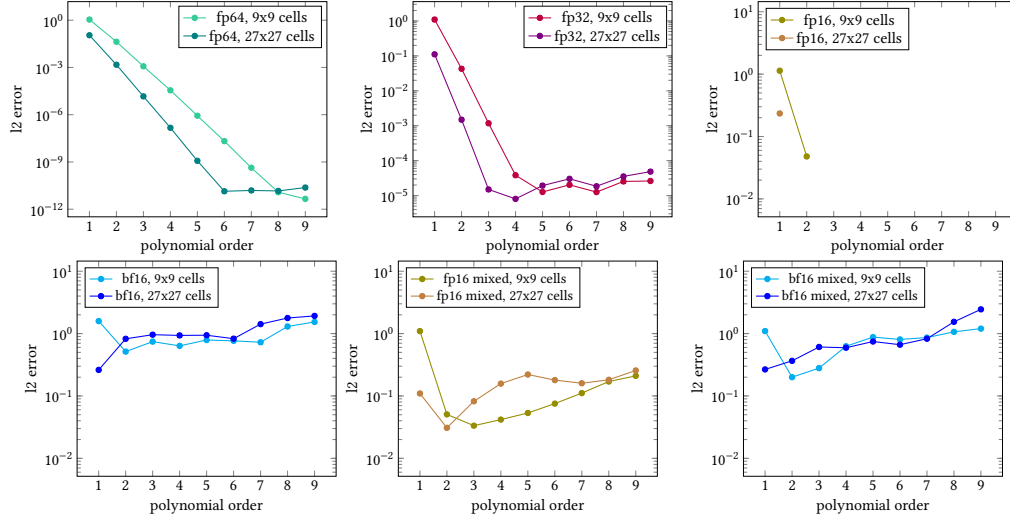 fp64, 9x9 cells
fp64, 27x27 cells
10^0
10^−3
10^−6
10^−9
10^−12
l2 error
1 2 3 4 5 6 7 8 9
polynomial order
fp32, 9x9 cells
fp32, 27x27 cells
10^0
10^−1
10^−2
10^−3
10^−4
10^−5
l2 error
1 2 3 4 5 6 7 8 9
polynomial order
fp16, 9x9 cells
fp16, 27x27 cells
10^1
10^0
10^−1
10^−2
l2 error
1 2 3 4 5 6 7 8 9
polynomial order
bf16, 9x9 cells
bf16, 27x27 cells
10^1
10^0
10^−1
10^−2
l2 error
1 2 3 4 5 6 7 8 9
polynomial order
fp16 mixed, 9x9 cells
fp16 mixed, 27x27 cells
10^1
10^0
10^−1
10^−2
l2 error
1 2 3 4 5 6 7 8 9
polynomial order
bf16 mixed, 9x9 cells
bf16 mixed, 27x27 cells
10^1
10^0
10^−1
10^−2
l2 error
1 2 3 4 5 6 7 8 9
polynomial order